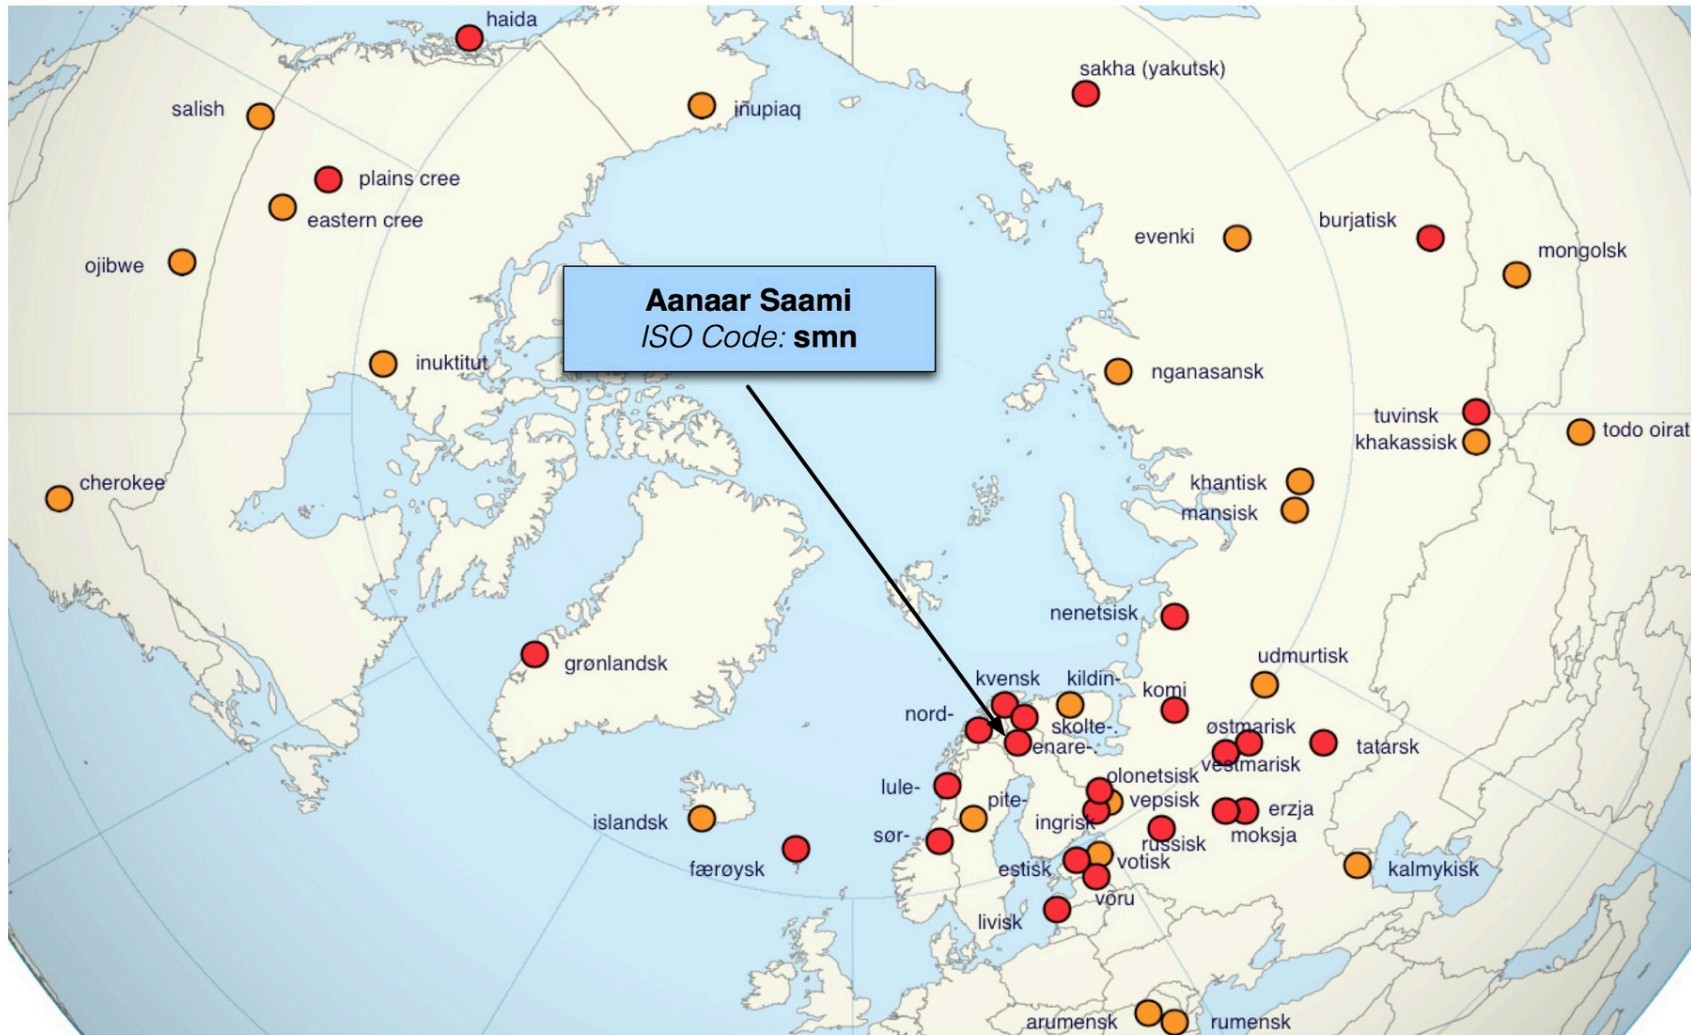 haida
sakha (yakutsk)
salish
iñupiaq
plains cree
eastern cree
burjatisk
evenki
mongolsk
ojibwe
Aanaar Saami
ISO Code: smn
inuktitut
nganasansk
tuvinsk
todo oirat
khakassisk
cherokee
khantisk
mansisk
nenetsisk
grønlandsk
udmurtisk
kvensk
kildin-
komi
nord-
skolte-.
østmarisk
enare-.
tatarsk
vestmarisk
olonetsisk
lule-
pite-
vepsisk
erzja
islandsk
ingrisk
sør-
moksja
russisk
færøysk
estisk
votisk
kalmykisk
võru
livisk
arumensk
rumensk